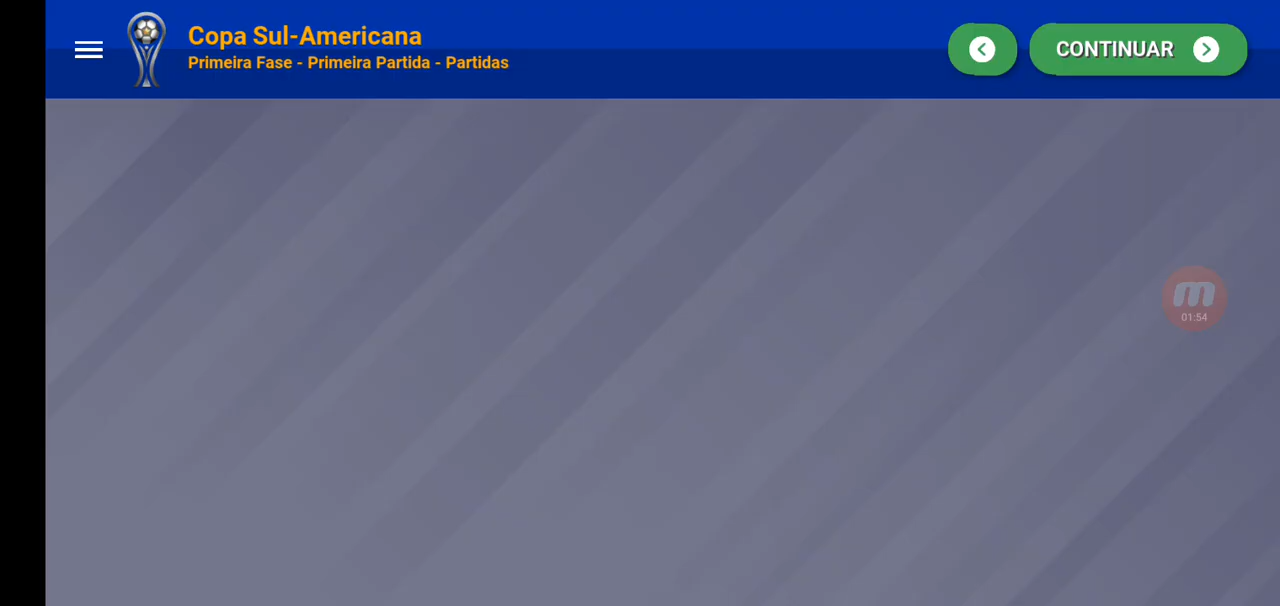 Copa Sul-Americana
Primeira Fase - Primeira Partida - Partidas
CONTINUAR
m
01:54